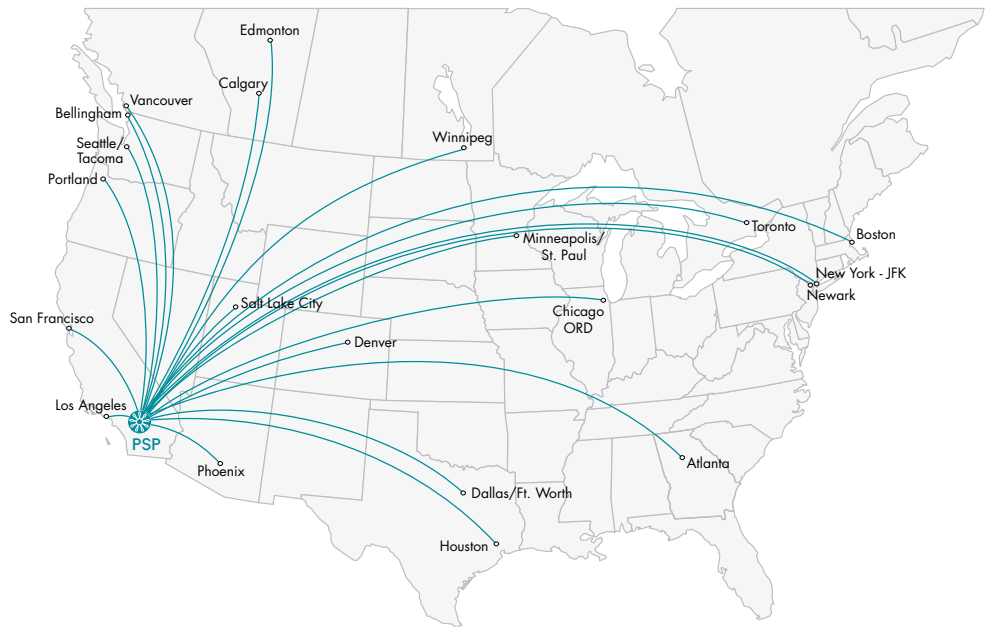 Edmonton
Calgary
Vancouver
Bellingham
Winnipeg
Seattle/
Tacoma
Portland
Toronto
Boston
Minneapolis/
St. Paul
New York - JFK
Newark
Salt Lake City
Chicago
ORD
San Francisco
Denver
Los Angeles
PSP
Phoenix
Atlanta
Dallas/Ft. Worth
Houston